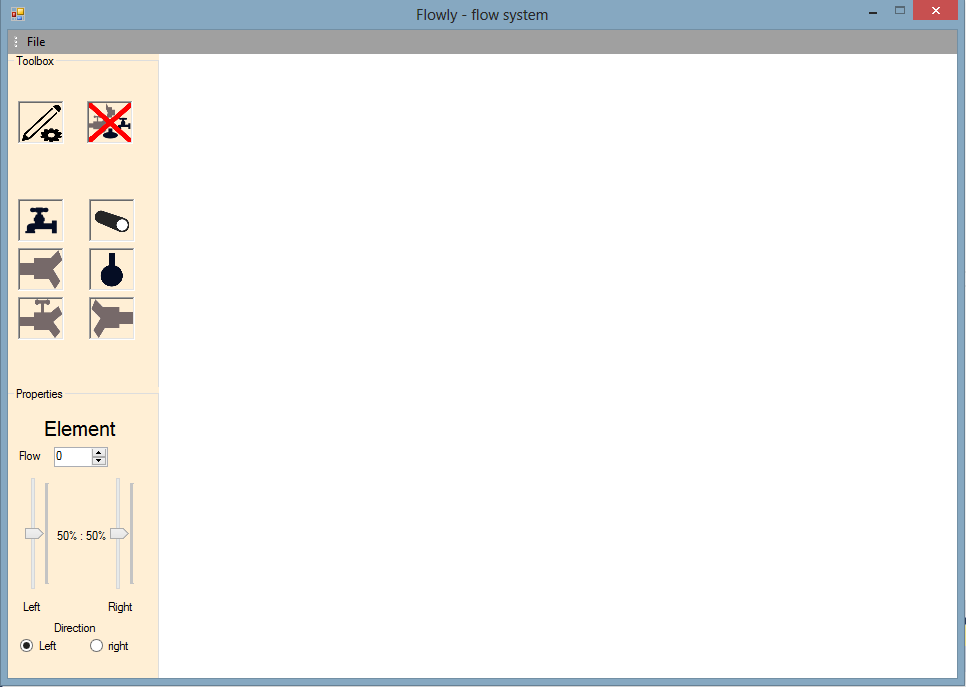 Flowly - flow system
File
Toolbox
Properties
Element
Flow 0
50% : 50%
Left Right
Direction
Left right